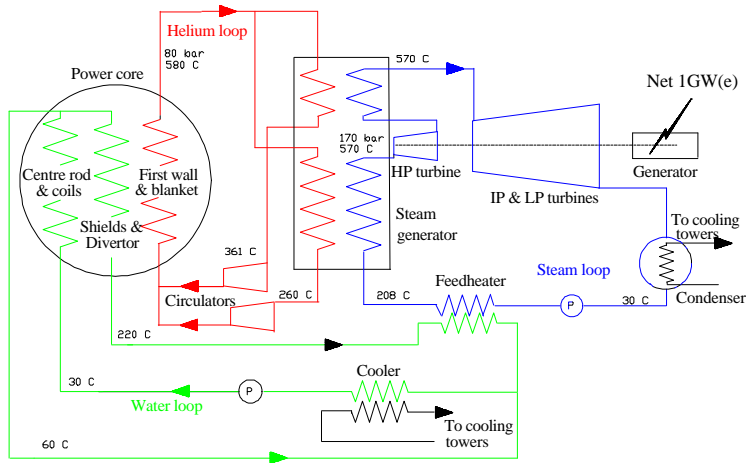 Helium loop
80 bar
580 C
570 C
Net 1GW(e)
Power core
170 bar
570 C
HP turbine
Generator
Centre rod
& coils
First wall
& blanket
IP & LP turbines
Shields &
Divertor
Steam
generator
To cooling
towers
361 C
Circulators
260 C
208 C
Feedheater
Steam loop
P
30 C
Condenser
220 C
30 C
Water loop
P
Cooler
To cooling
towers
60 C